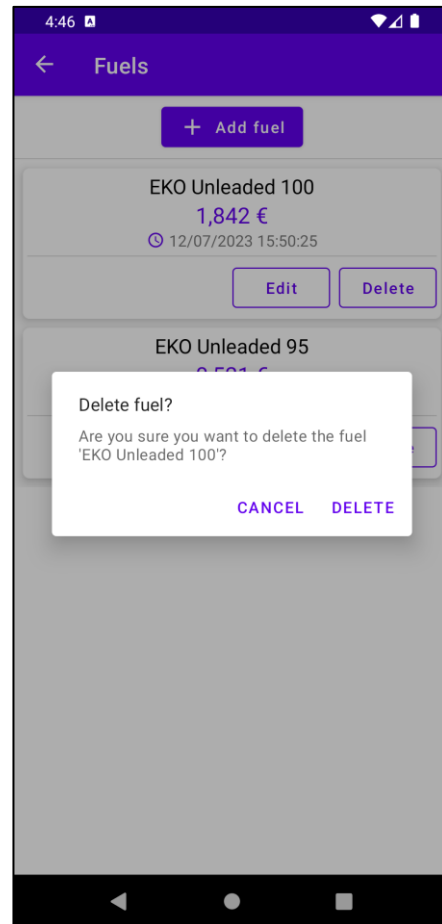 4:46
Fuels
+ Add fuel
EKO Unleaded 100
1,842 €
12/07/2023 15:50:25
Edit Delete
EKO Unleaded 95
Delete fuel?
Are you sure you want to delete the fuel
'EKO Unleaded 100'?
CANCEL DELETE